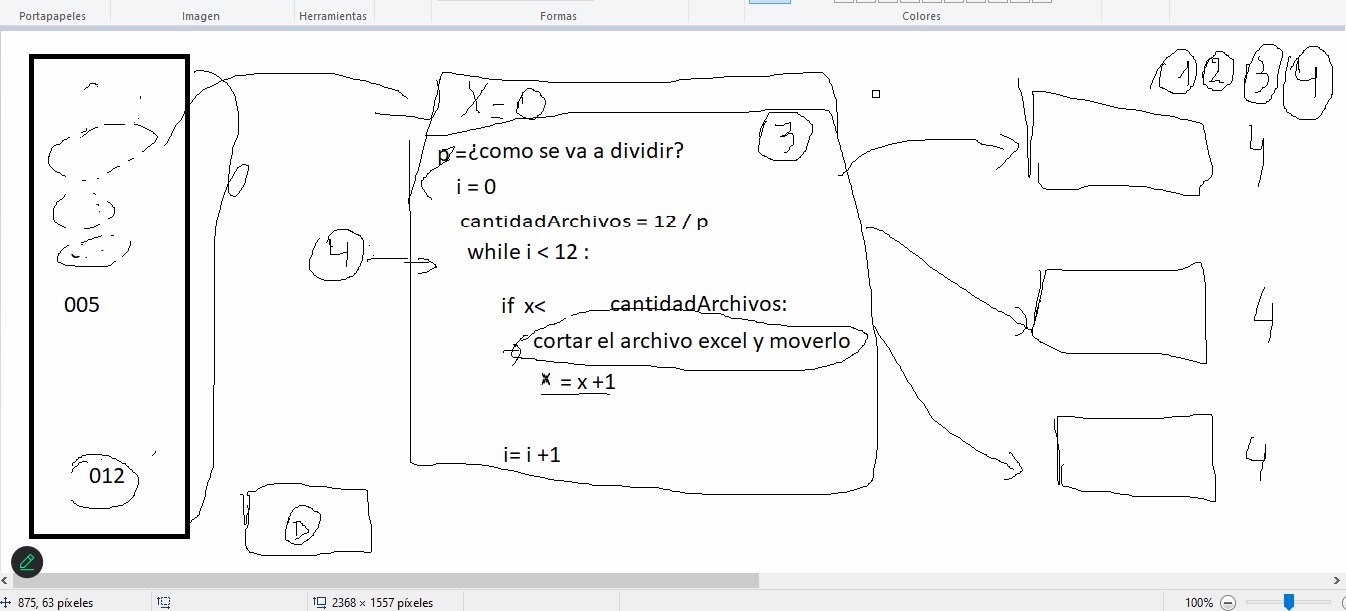 Portapapeles Imagen Herramientas Formas Colores
1 2 3 4
X = 0
3
p =¿como se va a dividir?
4
i = 0
cantidadArchivos = 12 / p
4
while i < 12 :
005
if x< cantidadArchivos:
4
cortar el archivo excel y moverlo
x = x +1
i= i +1
4
012
875, 63 píxeles 2368 × 1557 píxeles 100%